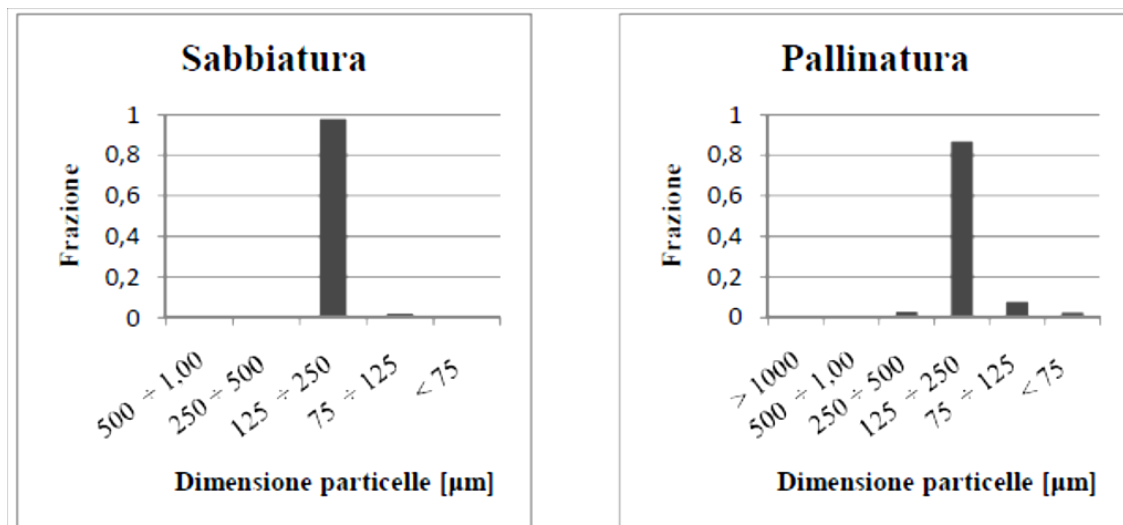 Sabbiatura
Frazione
1
0,8
0,6
0,4
0,2
0
500 ÷ 1,00
250 ÷ 500
125 ÷ 250
75 ÷ 125
< 75
Dimensione particelle [µm]
Pallinatura
Frazione
1
0,8
0,6
0,4
0,2
0
> 1000
500 ÷ 1,00
250 ÷ 500
125 ÷ 250
75 ÷ 125
< 75
Dimensione particelle [µm]